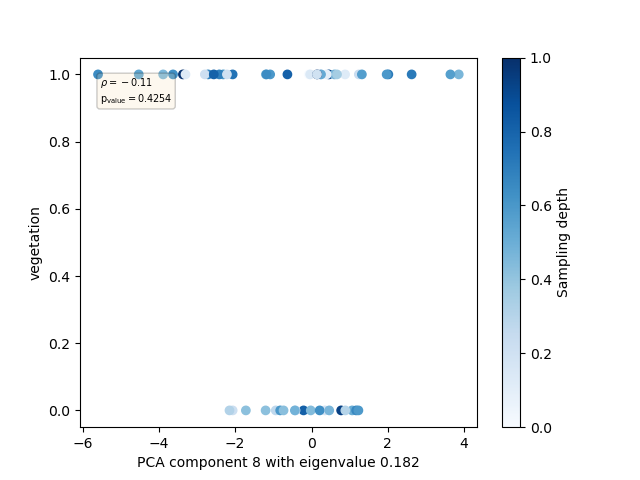 1.0
0.8
0.6
0.4
0.2
0.0
vegetation
ρ = −0.11
pvalue = 0.4254
−6 −4 −2 0 2 4
PCA component 8 with eigenvalue 0.182
1.0
0.8
0.6
0.4
0.2
0.0
Sampling depth